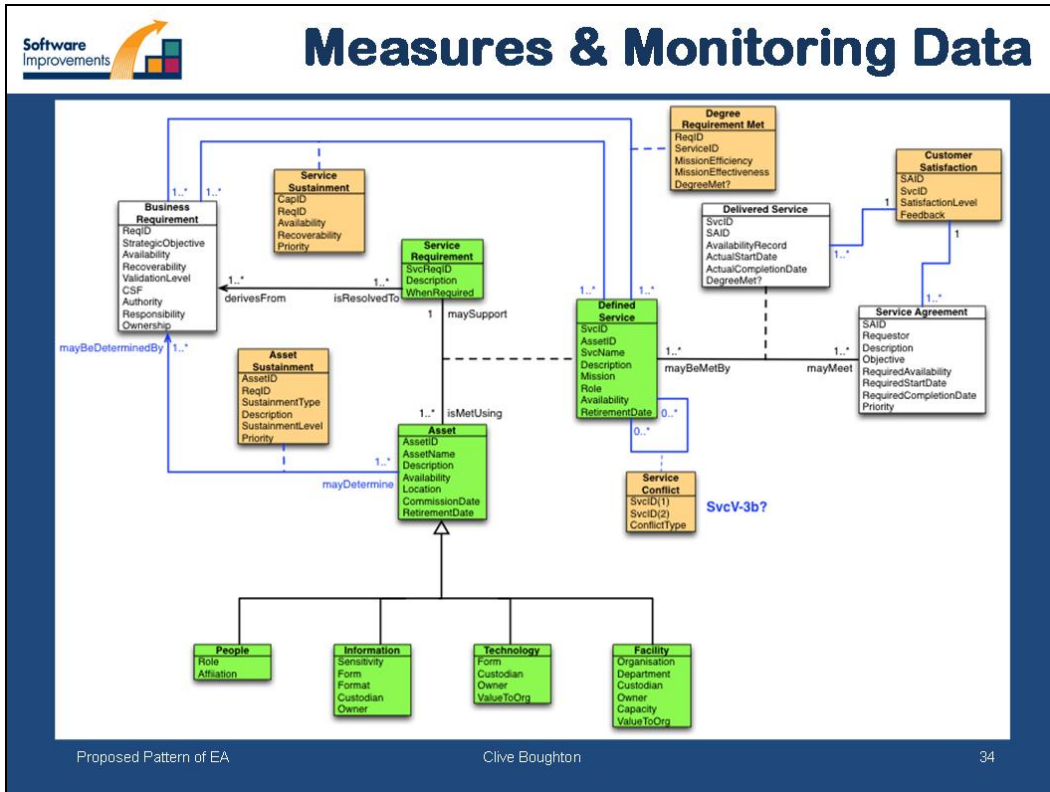 Software
Improvements
Measures & Monitoring Data
Degree
Requirement Met
ReqID
ServiceID
MissionEfficiency
MissionEffectiveness
DegreeMet?
Customer
Satisfaction
SAID
SvcID
SatisfactionLevel
Feedback
Service
Sustainment
CapID
ReqID
Availability
Recoverability
Priority
1..*
1..*
Business
Requirement
ReqID
StrategicObjective
Availability
Recoverability
ValidationLevel
CSF
Authority
Responsibility
Ownership
Delivered Service
SvcID
SAID
AvailabilityRecord
ActualStartDate
ActualCompletionDate
DegreeMet?
1
1..*
1
1..*
Service
Requirement
SvcReqID
Description
WhenRequired
1..*
derivesFrom
1..*
isResolvedTo
1
maySupport
1..*
1..*
Defined
Service
SvcID
AssetID
SvcName
Description
Mission
Role
Availability
RetirementDate
1..*
mayBeMetBy
1..*
mayMeet
Service Agreement
SAID
Requestor
Description
Objective
RequiredAvailability
RequiredStartDate
RequiredCompletionDate
Priority
mayBeDeterminedBy
1..*
Asset
Sustainment
AssetID
ReqID
SustainmentType
Description
SustainmentLevel
Priority
1..*
isMetUsing
0..*
0..*
Asset
AssetID
AssetName
Description
Availability
Location
CommissionDate
RetirementDate
1..*
mayDetermine
Service
Conflict
SvcID(1)
SvcID(2)
ConflictType
SvcV-3b?
People
Role
Affiliation
Information
Sensitivity
Form
Format
Custodian
Owner
Technology
Form
Custodian
Owner
ValueToOrg
Facility
Organisation
Department
Custodian
Owner
Capacity
ValueToOrg
Proposed Pattern of EA
Clive Boughton
34